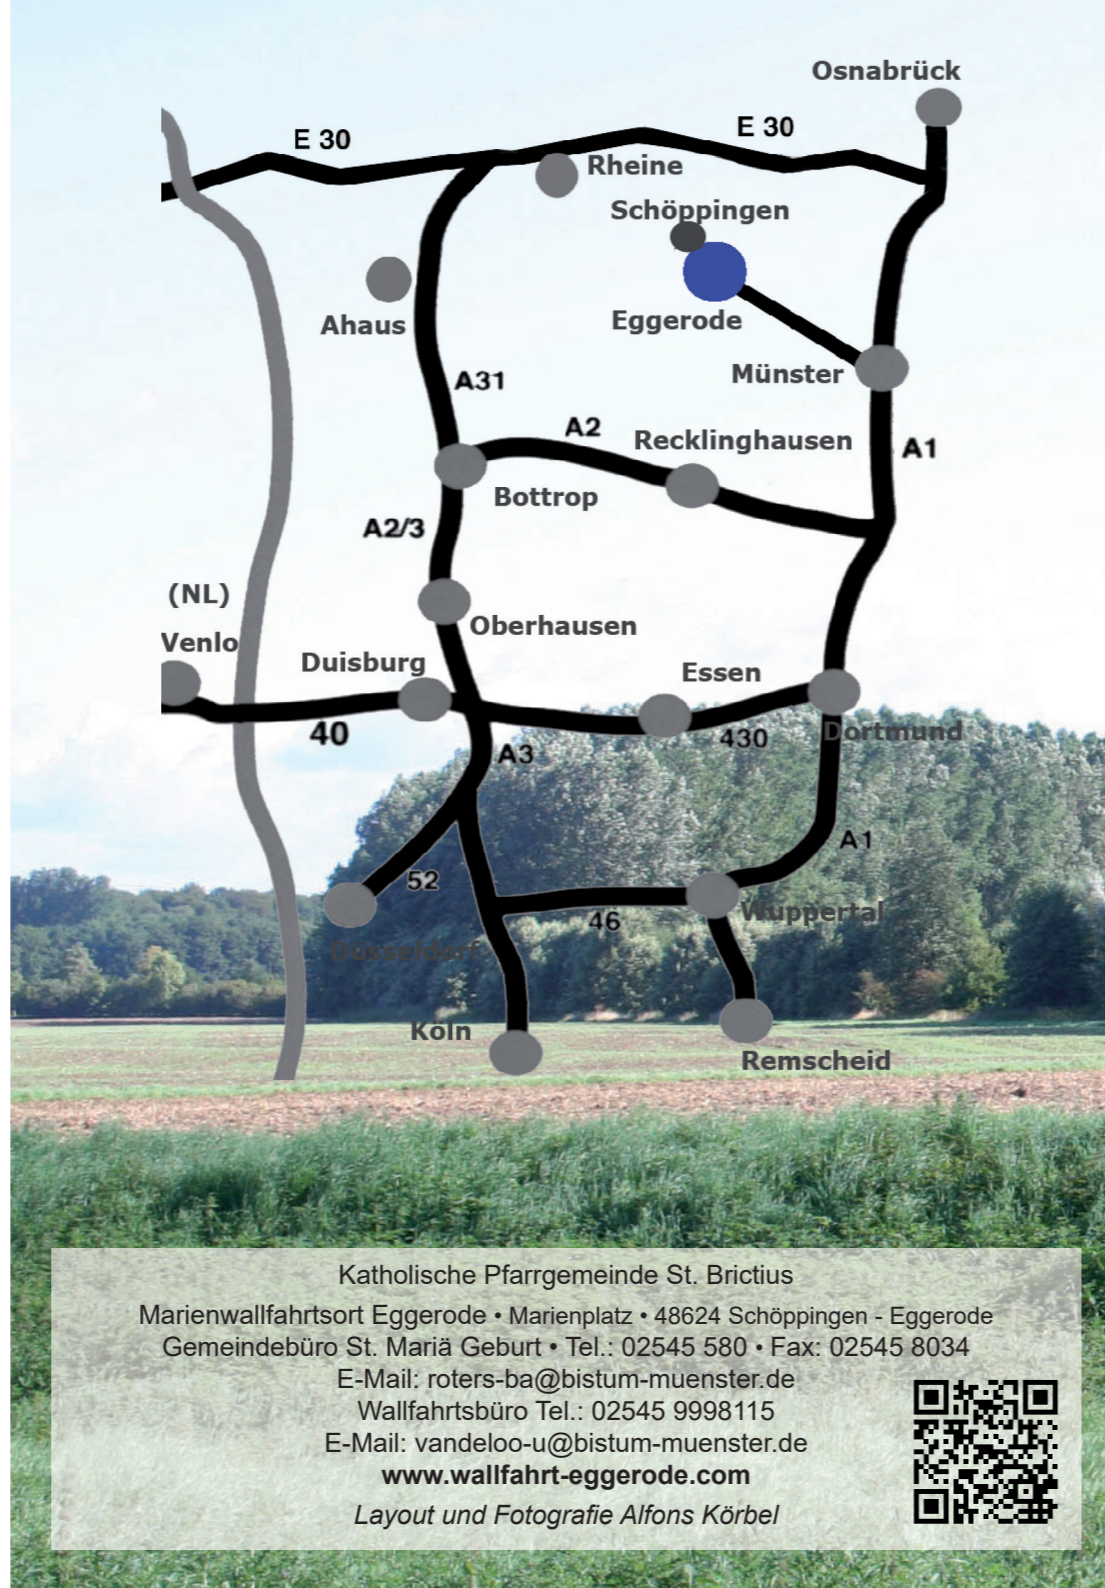 Osnabrück
E 30
E 30
Rheine
Schöppingen
Ahaus
Eggerode
Münster
A31
A2
Recklinghausen
A1
Bottrop
A2/3
(NL)
Venlo
Oberhausen
Duisburg
Essen
40
430
Dortmund
A3
A1
52
46
Wuppertal
Düsseldorf
Köln
Remscheid
Katholische Pfarrgemeinde St. Brictius
Marienwallfahrtsort Eggerode • Marienplatz • 48624 Schöppingen - Eggerode
Gemeindebüro St. Mariä Geburt • Tel.: 02545 580 • Fax: 02545 8034
E-Mail: roters-ba@bistum-muenster.de
Wallfahrtsbüro Tel.: 02545 9998115
E-Mail: vandeloo-u@bistum-muenster.de
www.wallfahrt-eggerode.com
Layout und Fotografie Alfons Körbel